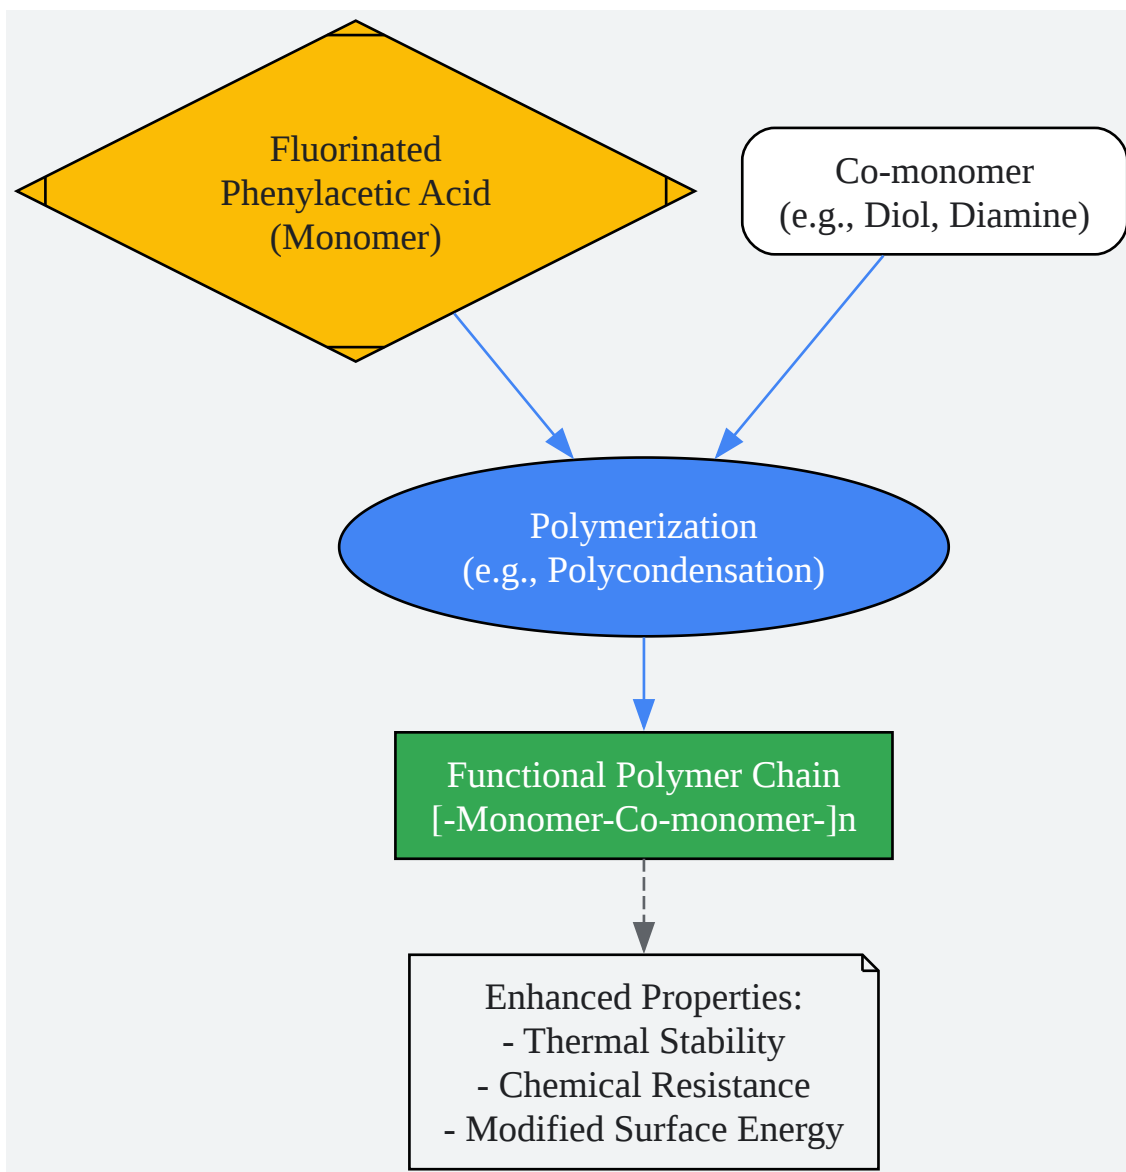 Fluorinated
Phenylacetic Acid
(Monomer)
Co-monomer
(e.g., Diol, Diamine)
Polymerization
(e.g., Polycondensation)
Functional Polymer Chain
[-Monomer-Co-monomer-]n
Enhanced Properties:
- Thermal Stability
- Chemical Resistance
- Modified Surface Energy